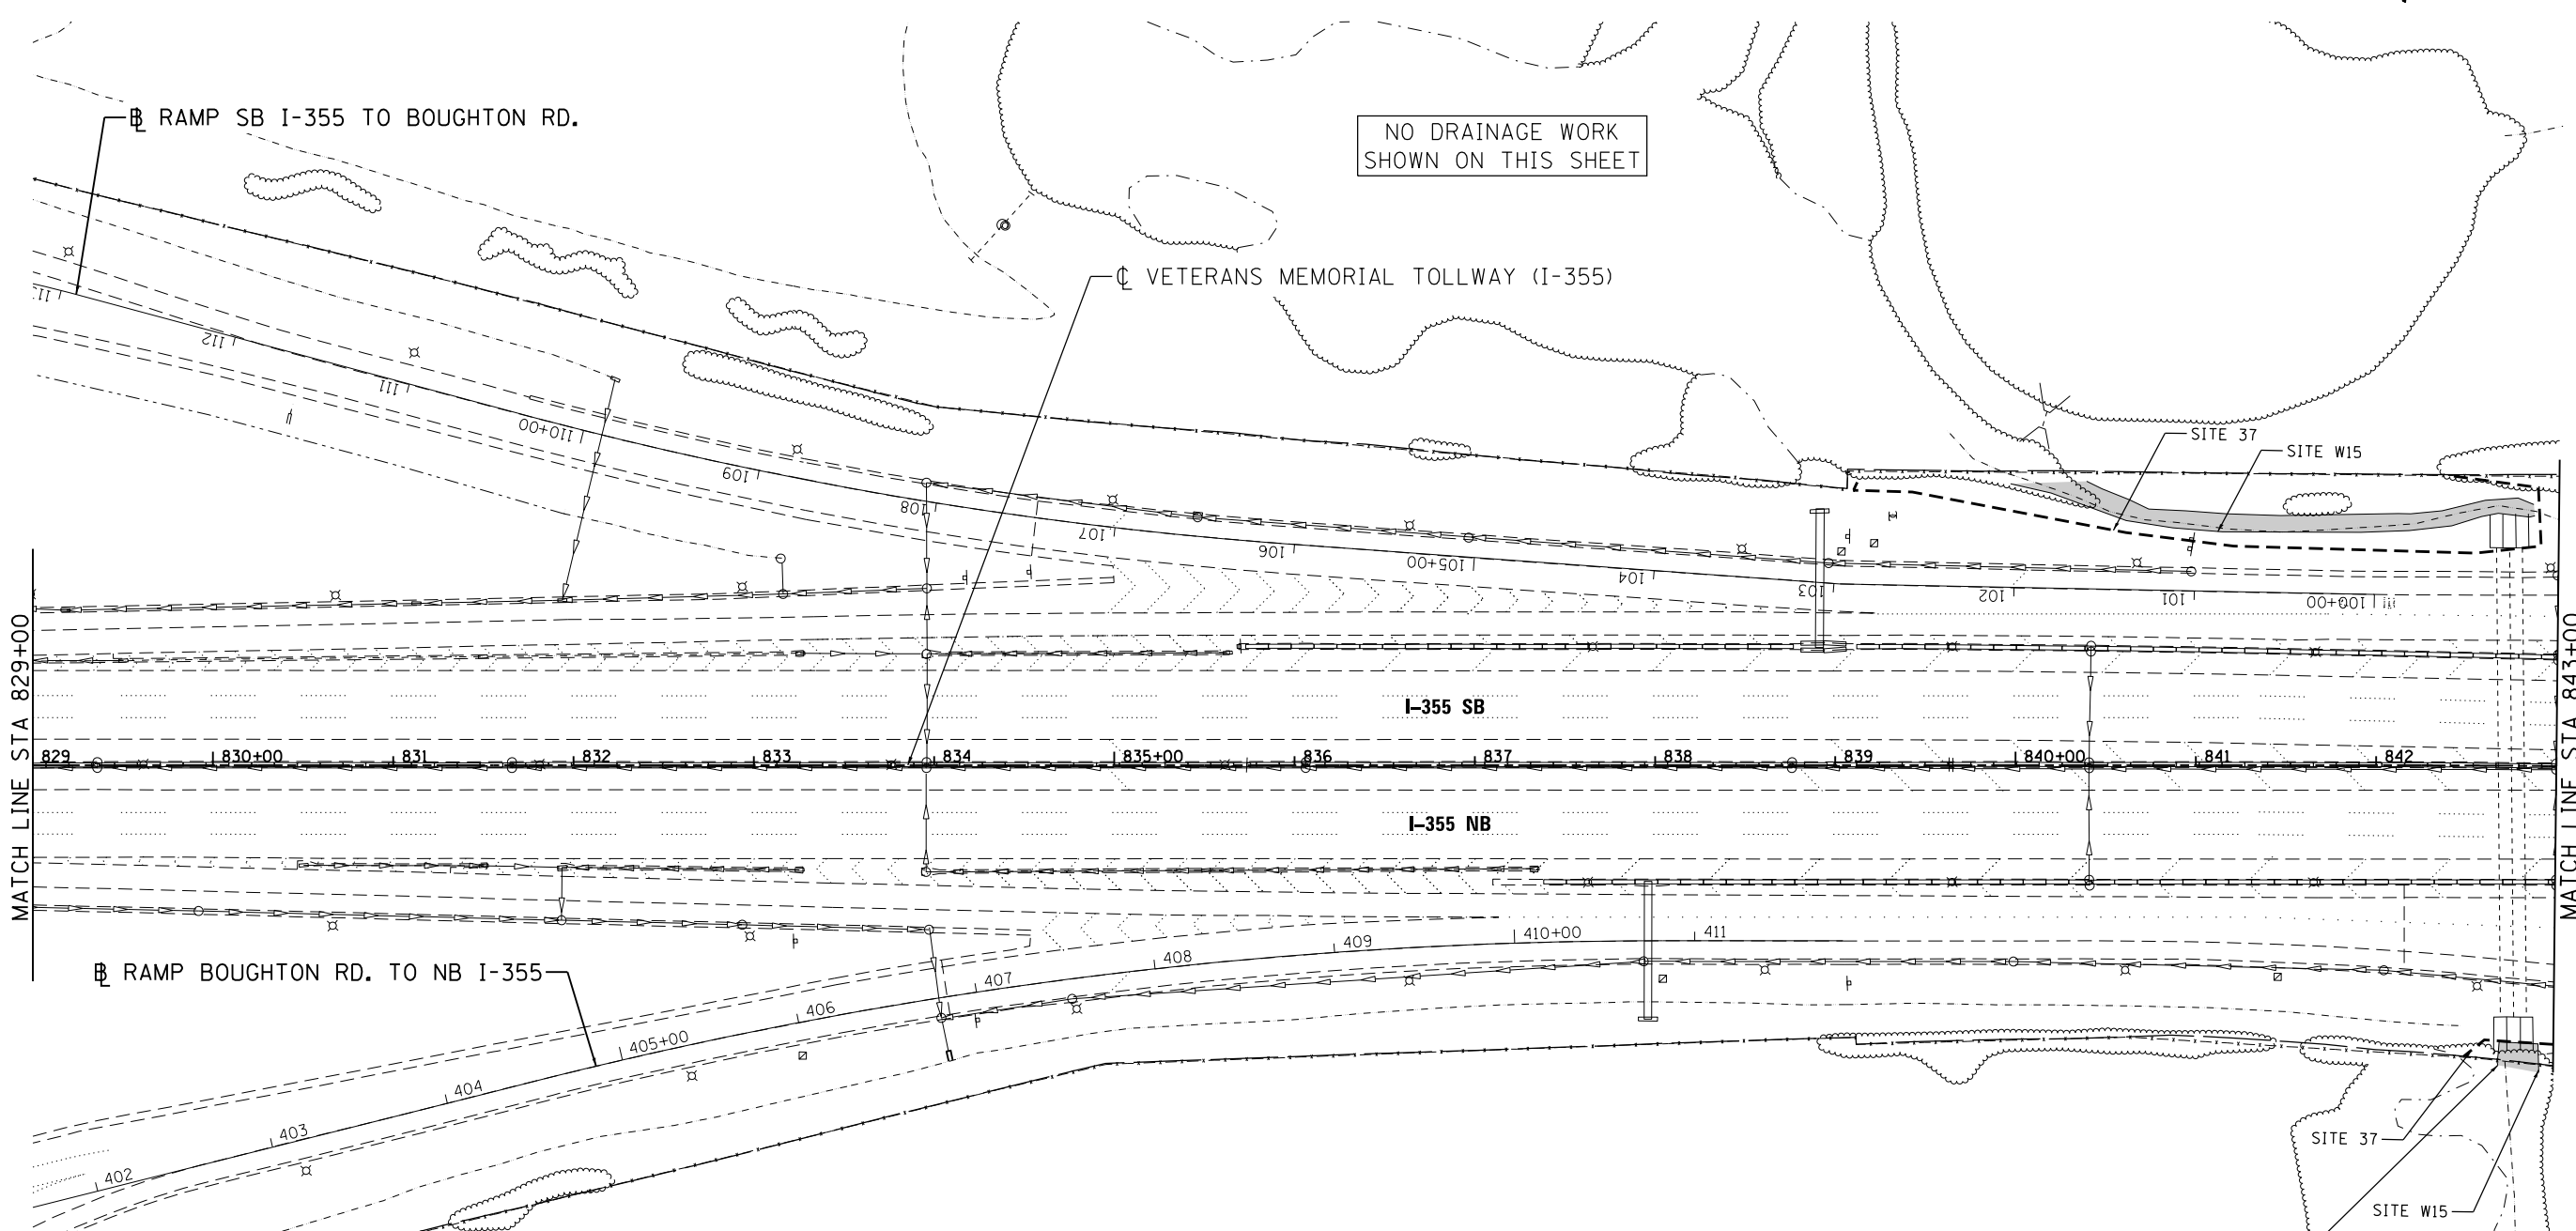 ℄ RAMP SB I-355 TO BOUGHTON RD.
NO DRAINAGE WORK
SHOWN ON THIS SHEET
℄ VETERANS MEMORIAL TOLLWAY (I-355)
SITE 37
SITE W15
112
111
110+00
109
108
107
106
105+00
104
103
102
101
100+00
MATCH LINE STA 829+00
MATCH LINE STA 843+00
I-355 SB
829
830+00
831
832
833
834
835+00
836
837
838
839
840+00
841
842
I-355 NB
℄ RAMP BOUGHTON RD. TO NB I-355
402
403
404
405+00
406
407
408
409
410+00
411
SITE 37
SITE W15